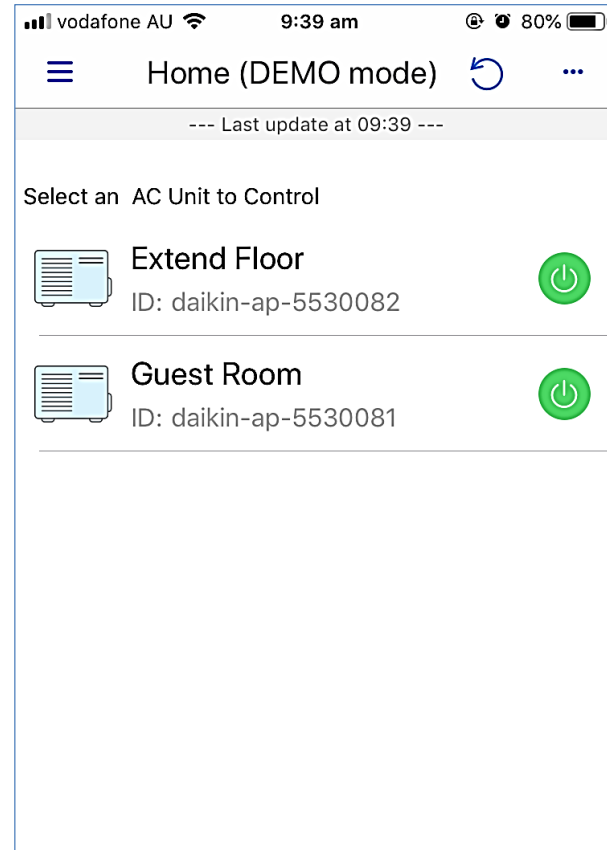 vodafone AU 9:39 am 80%
Home (DEMO mode) ...
--- Last update at 09:39 ---
Select an AC Unit to Control
Extend Floor
ID: daikin-ap-5530082
Guest Room
ID: daikin-ap-5530081